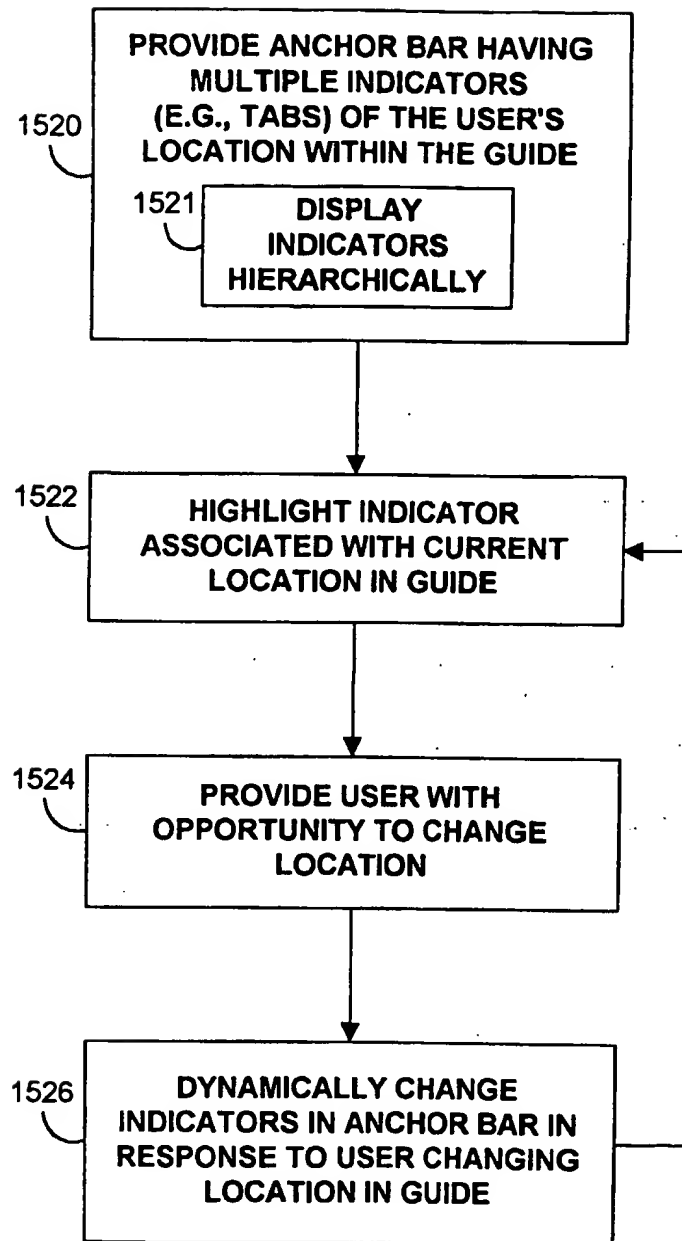 PROVIDE ANCHOR BAR HAVING
MULTIPLE INDICATORS
(E.G., TABS) OF THE USER'S
LOCATION WITHIN THE GUIDE
1520
1521
DISPLAY
INDICATORS
HIERARCHICALLY
1522
HIGHLIGHT INDICATOR
ASSOCIATED WITH CURRENT
LOCATION IN GUIDE
1524
PROVIDE USER WITH
OPPORTUNITY TO CHANGE
LOCATION
1526
DYNAMICALLY CHANGE
INDICATORS IN ANCHOR BAR IN
RESPONSE TO USER CHANGING
LOCATION IN GUIDE